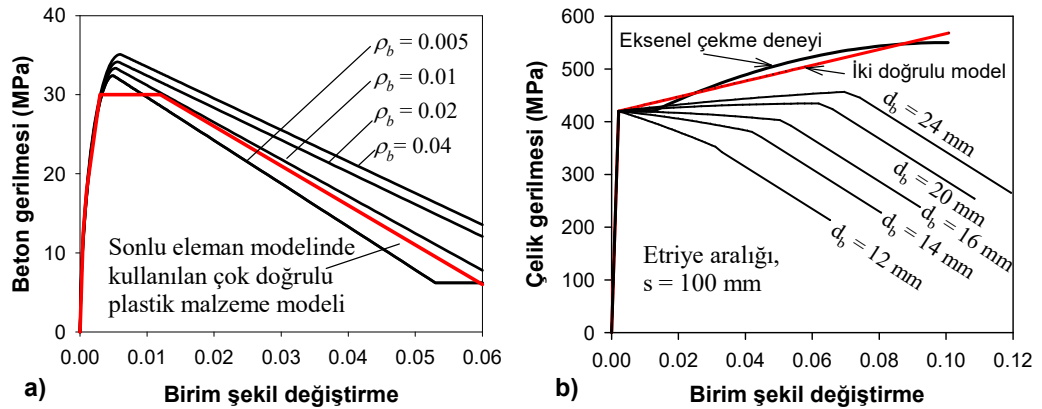 40
30
20
10
0
0.00 0.01 0.02 0.03 0.04 0.05 0.06
Beton gerilmesi (MPa)
Birim şekil değiştirme
a)
ρb = 0.005
ρb = 0.01
ρb = 0.02
ρb = 0.04
Sonlu eleman modelinde
kullanılan çok doğrulu
plastik malzeme modeli
600
500
400
300
200
100
0
0.00 0.02 0.04 0.06 0.08 0.10 0.12
Çelik gerilmesi (MPa)
Birim şekil değiştirme
b)
Eksenel çekme deneyi
İki doğrulu model
db = 24 mm
db = 20 mm
db = 16 mm
db = 14 mm
db = 12 mm
Etriye aralığı,
s = 100 mm